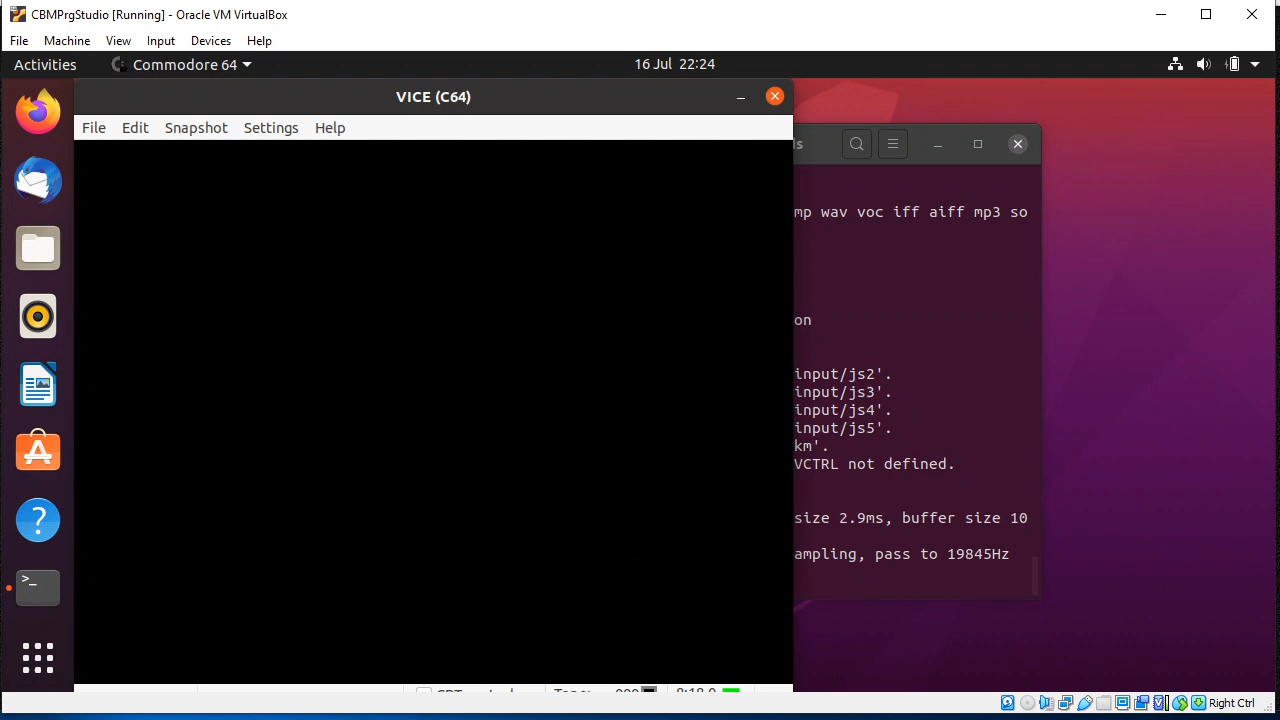 CBMPrgStudio [Running] - Oracle VM VirtualBox
File Machine View Input Devices Help
Activities Commodore 64 16 Jul 22:24
VICE (C64)
File Edit Snapshot Settings Help
ls
mp wav voc iff aiff mp3 so
on
input/js2'.
input/js3'.
input/js4'.
input/js5'.
km'.
VCTRL not defined.
size 2.9ms, buffer size 10
ampling, pass to 19845Hz
>_
Right Ctrl